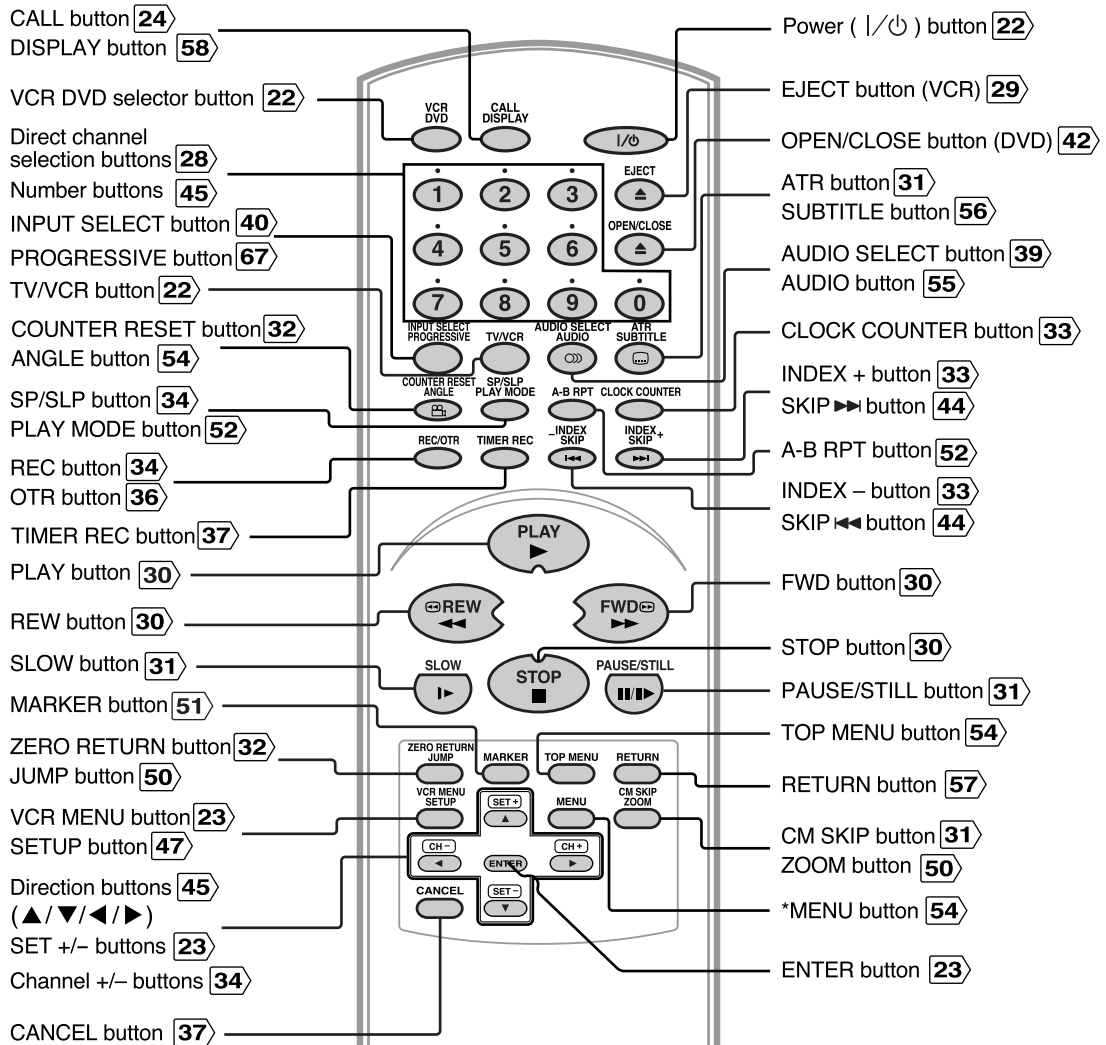 CALL button 24
DISPLAY button 58
VCR DVD selector button 22
Direct channel
selection buttons 28
Number buttons 45
INPUT SELECT button 40
PROGRESSIVE button 67
TV/VCR button 22
COUNTER RESET button 32
ANGLE button 54
SP/SLP button 34
PLAY MODE button 52
REC button 34
OTR button 36
TIMER REC button 37
PLAY button 30
REW button 30
SLOW button 31
MARKER button 51
ZERO RETURN button 32
JUMP button 50
VCR MENU button 23
SETUP button 47
Direction buttons 45
(▲/▼/◀/▶)
SET +/– buttons 23
Channel +/– buttons 34
CANCEL button 37
VCR
DVD
CALL
DISPLAY
I/⏻
EJECT
1 2 3
OPEN/CLOSE
4 5 6
7 8 9 0
INPUT SELECT
PROGRESSIVE
TV/VCR
AUDIO SELECT
AUDIO
ATR
SUBTITLE
COUNTER RESET
ANGLE
SP/SLP
PLAY MODE
A-B RPT
CLOCK COUNTER
REC/OTR
TIMER REC
–INDEX
SKIP
INDEX +
SKIP
PLAY
REW
FWD
SLOW
STOP
PAUSE/STILL
ZERO RETURN
JUMP
MARKER
TOP MENU
RETURN
VCR MENU
SETUP
SET +
MENU
CM SKIP
ZOOM
CH –
ENTER
CH +
CANCEL
SET –
Power ( I/⏻ ) button 22
EJECT button (VCR) 29
OPEN/CLOSE button (DVD) 42
ATR button 31
SUBTITLE button 56
AUDIO SELECT button 39
AUDIO button 55
CLOCK COUNTER button 33
INDEX + button 33
SKIP ▶▶I button 44
A-B RPT button 52
INDEX – button 33
SKIP I◀◀ button 44
FWD button 30
STOP button 30
PAUSE/STILL button 31
TOP MENU button 54
RETURN button 57
CM SKIP button 31
ZOOM button 50
*MENU button 54
ENTER button 23